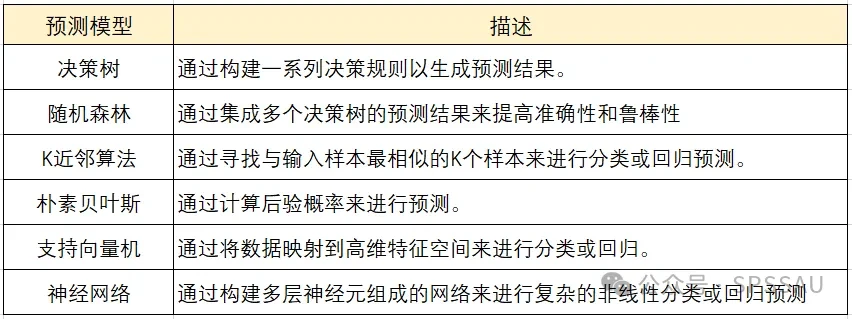 预测模型 描述
决策树 通过构建一系列决策规则以生成预测结果。
随机森林 通过集成多个决策树的预测结果来提高准确性和鲁棒性
K近邻算法 通过寻找与输入样本最相似的K个样本来进行分类或回归预测。
朴素贝叶斯 通过计算后验概率来进行预测。
支持向量机 通过将数据映射到高维特征空间来进行分类或回归。
神经网络 通过构建多层神经元组成的网络来进行复杂的非线性分类或回归预测
公众号·SPSSAU